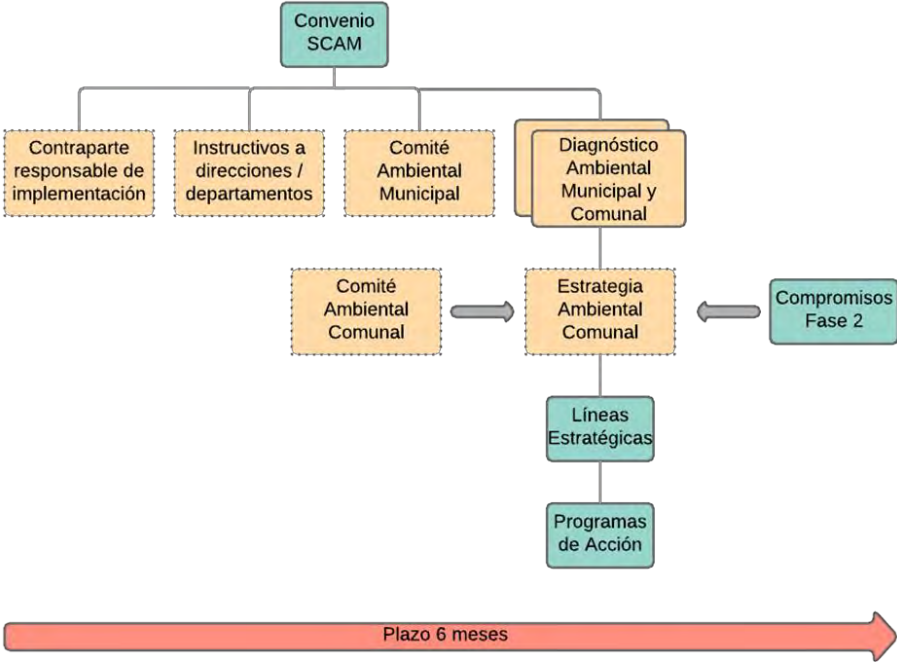 Convenio
SCAM
Contraparte
responsable de
implementación
Instructivos a
direcciones /
departamentos
Comité
Ambiental
Municipal
Diagnóstico
Ambiental
Municipal y
Comunal
Comité
Ambiental
Comunal
Estrategia
Ambiental
Comunal
Compromisos
Fase 2
Líneas
Estratégicas
Programas
de Acción
Plazo 6 meses